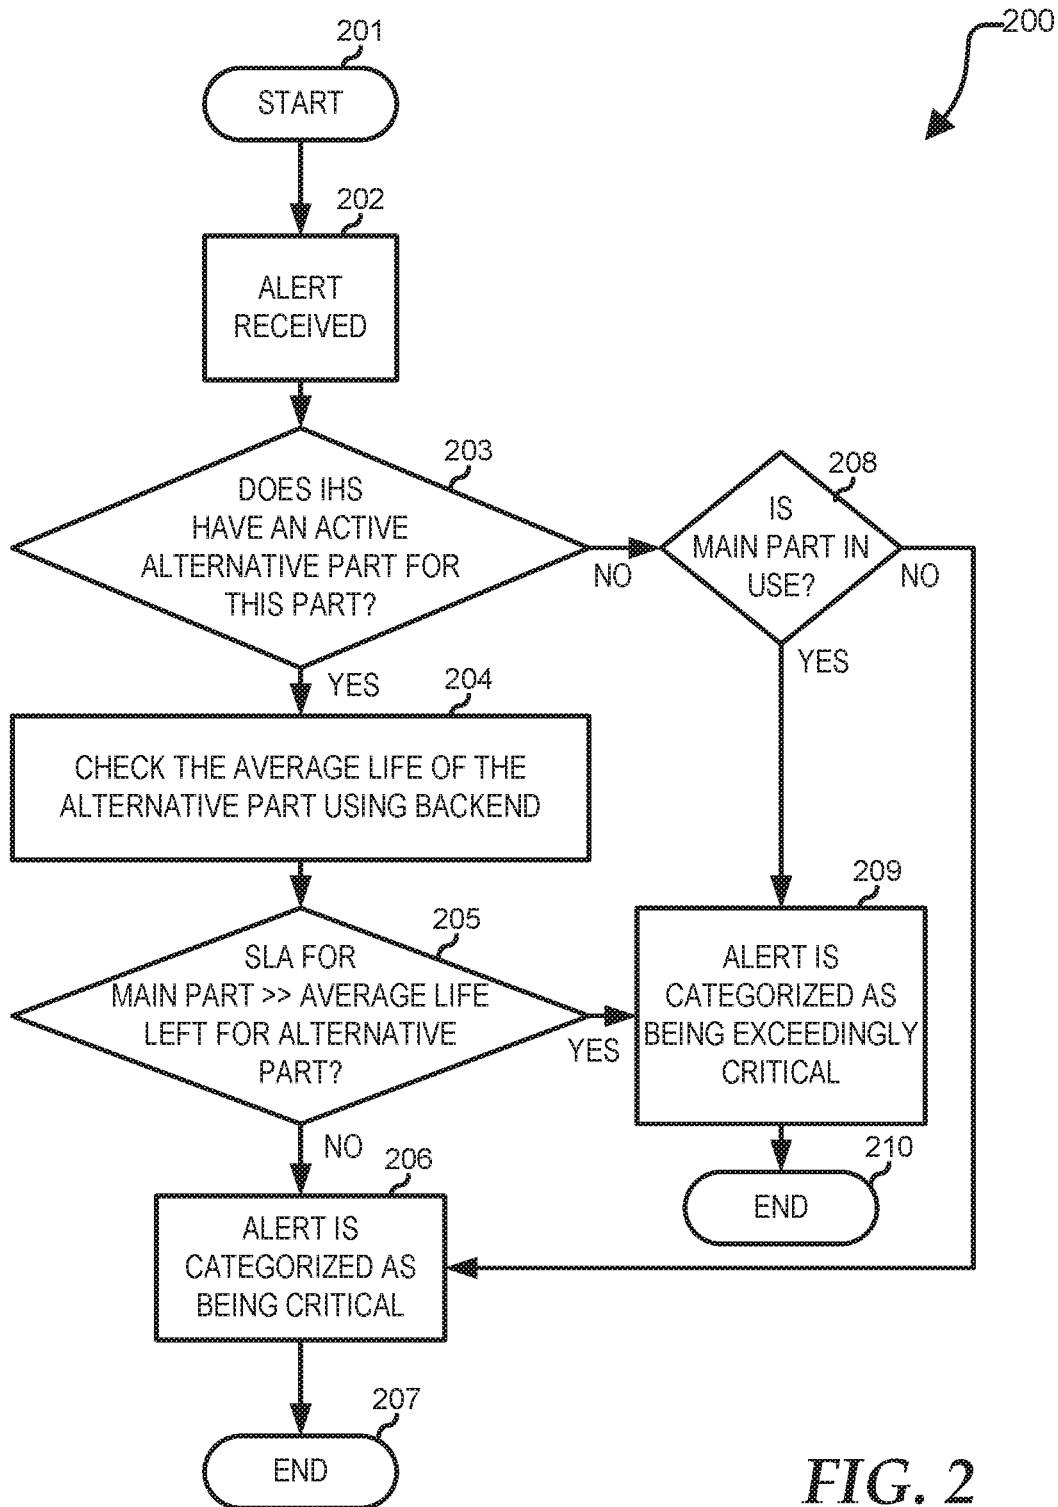 200
201
START
202
ALERT
RECEIVED
203
DOES IHS
HAVE AN ACTIVE
ALTERNATIVE PART FOR
THIS PART?
NO
YES
208
IS
MAIN PART IN
USE?
NO
YES
204
CHECK THE AVERAGE LIFE OF THE
ALTERNATIVE PART USING BACKEND
205
SLA FOR
MAIN PART >> AVERAGE LIFE
LEFT FOR ALTERNATIVE
PART?
YES
NO
209
ALERT IS
CATEGORIZED AS
BEING EXCEEDINGLY
CRITICAL
210
END
206
ALERT IS
CATEGORIZED AS
BEING CRITICAL
207
END
FIG. 2